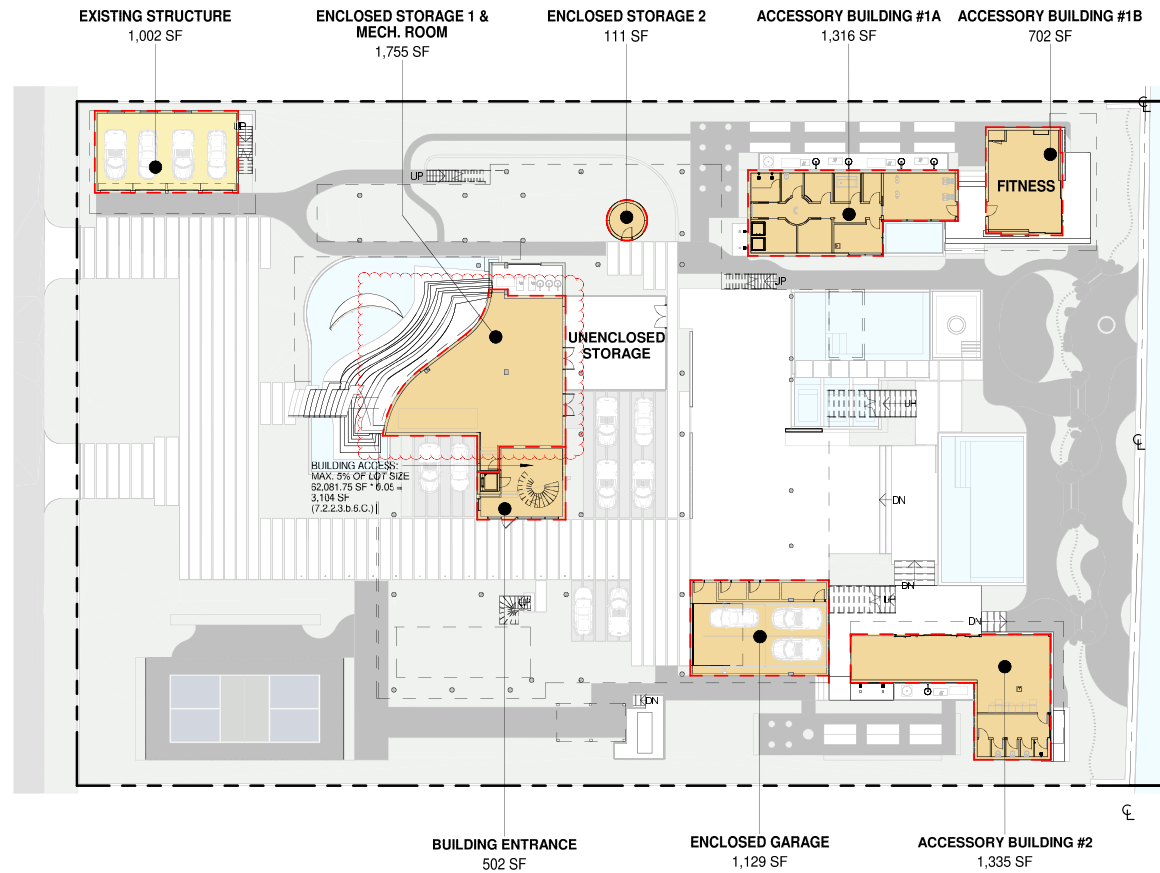 EXISTING STRUCTURE
1,002 SF
ENCLOSED STORAGE 1 &
MECH. ROOM
1,755 SF
ENCLOSED STORAGE 2
111 SF
ACCESSORY BUILDING #1A
1,316 SF
ACCESSORY BUILDING #1B
702 SF
UP
UP
FITNESS
UP
UNENCLOSED
STORAGE
UP
BUILDING ACCESS:
MAX. 5% OF LOT SIZE
62,081.75 SF * 0.05 =
3,104 SF
(7.2.2.3.b.6.C.)
DN
DN
UP
UP
DN
DN
BUILDING ENTRANCE
502 SF
ENCLOSED GARAGE
1,129 SF
ACCESSORY BUILDING #2
1,335 SF